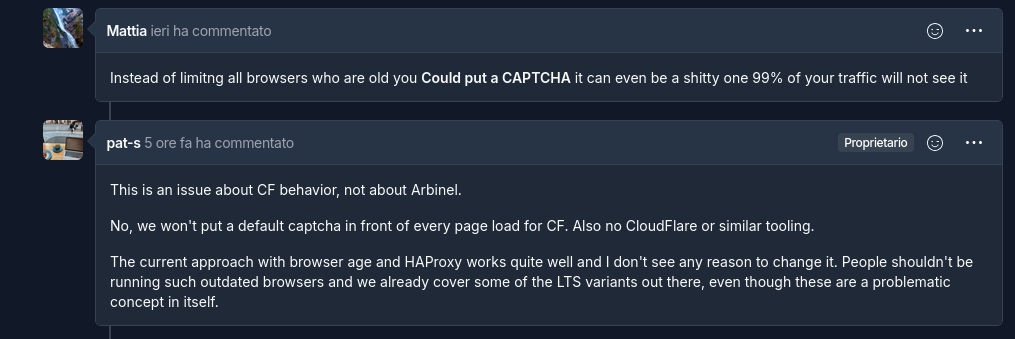 Mattia ieri ha commentato
Instead of limitng all browsers who are old you Could put a CAPTCHA it can even be a shitty one 99% of your traffic will not see it
pat-s 5 ore fa ha commentato
Proprietario
This is an issue about CF behavior, not about Arbinel.
No, we won't put a default captcha in front of every page load for CF. Also no CloudFlare or similar tooling.
The current approach with browser age and HAProxy works quite well and I don't see any reason to change it. People shouldn't be
running such outdated browsers and we already cover some of the LTS variants out there, even though these are a problematic
concept in itself.